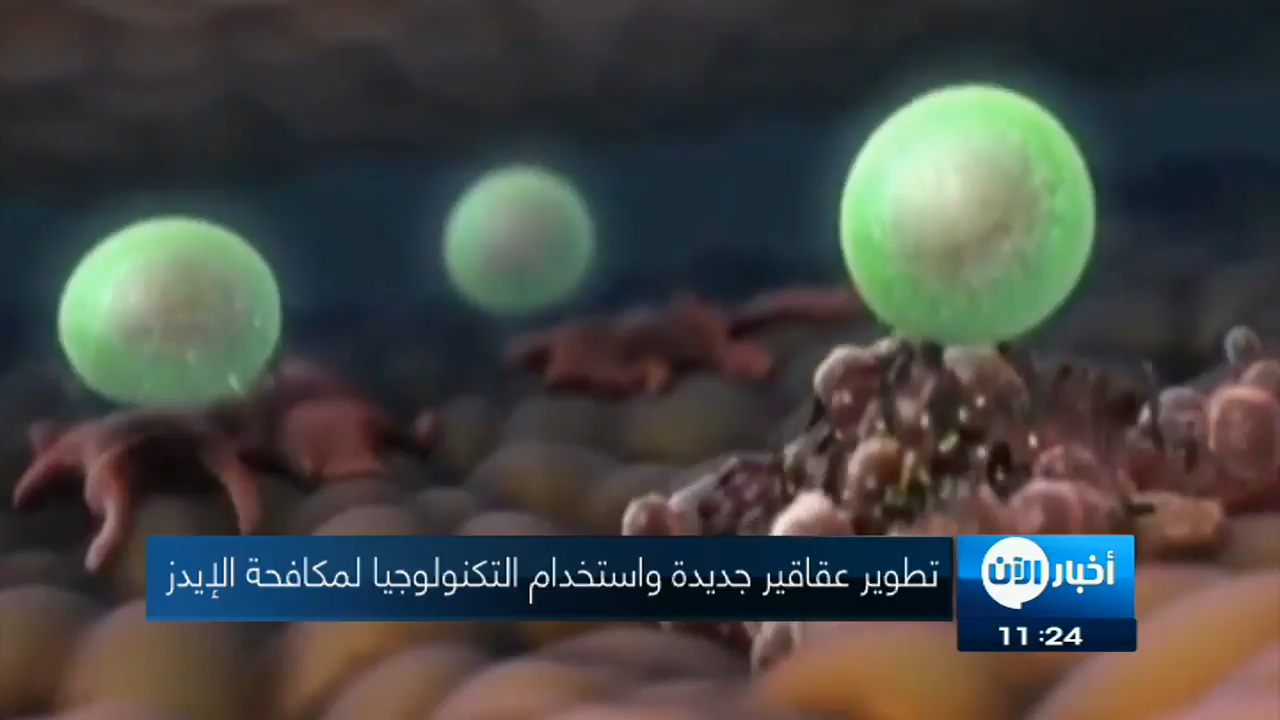 تطوير عقاقير جديدة واستخدام التكنولوجيا لمكافحة الإيدز
أخبار الآن
11:24